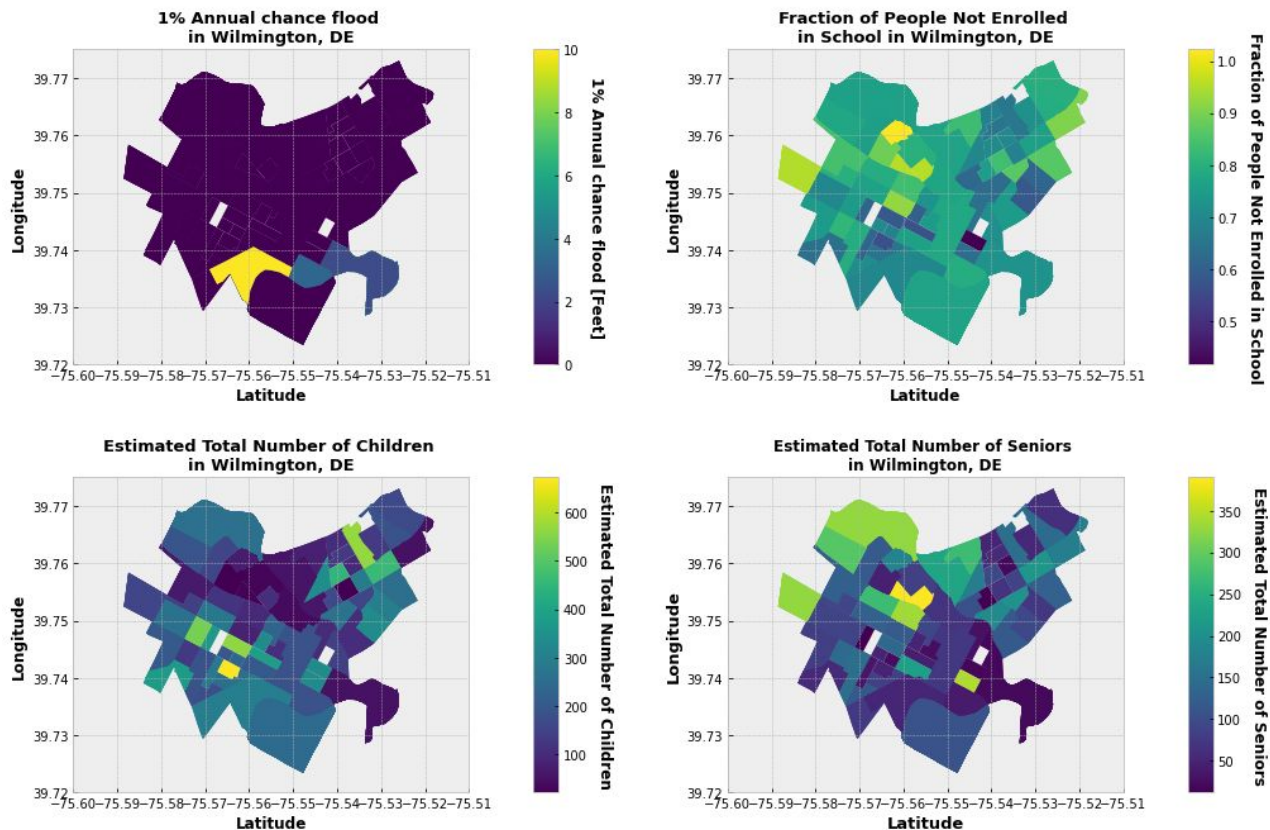 1% Annual chance flood
in Wilmington, DE
39.77
39.76
39.75
39.74
39.73
39.72
Longitude
−75.60 −75.59 −75.58 −75.57 −75.56 −75.55 −75.54 −75.53 −75.52 −75.51
Latitude
10
8
6
4
2
0
1% Annual chance flood [Feet]
Fraction of People Not Enrolled
in School in Wilmington, DE
39.77
39.76
39.75
39.74
39.73
39.72
Longitude
−75.60 −75.59 −75.58 −75.57 −75.56 −75.55 −75.54 −75.53 −75.52 −75.51
Latitude
1.0
0.9
0.8
0.7
0.6
0.5
Fraction of People Not Enrolled in School
Estimated Total Number of Children
in Wilmington, DE
39.77
39.76
39.75
39.74
39.73
39.72
Longitude
−75.60 −75.59 −75.58 −75.57 −75.56 −75.55 −75.54 −75.53 −75.52 −75.51
Latitude
600
500
400
300
200
100
Estimated Total Number of Children
Estimated Total Number of Seniors
in Wilmington, DE
39.77
39.76
39.75
39.74
39.73
39.72
Longitude
−75.60 −75.59 −75.58 −75.57 −75.56 −75.55 −75.54 −75.53 −75.52 −75.51
Latitude
350
300
250
200
150
100
50
Estimated Total Number of Seniors